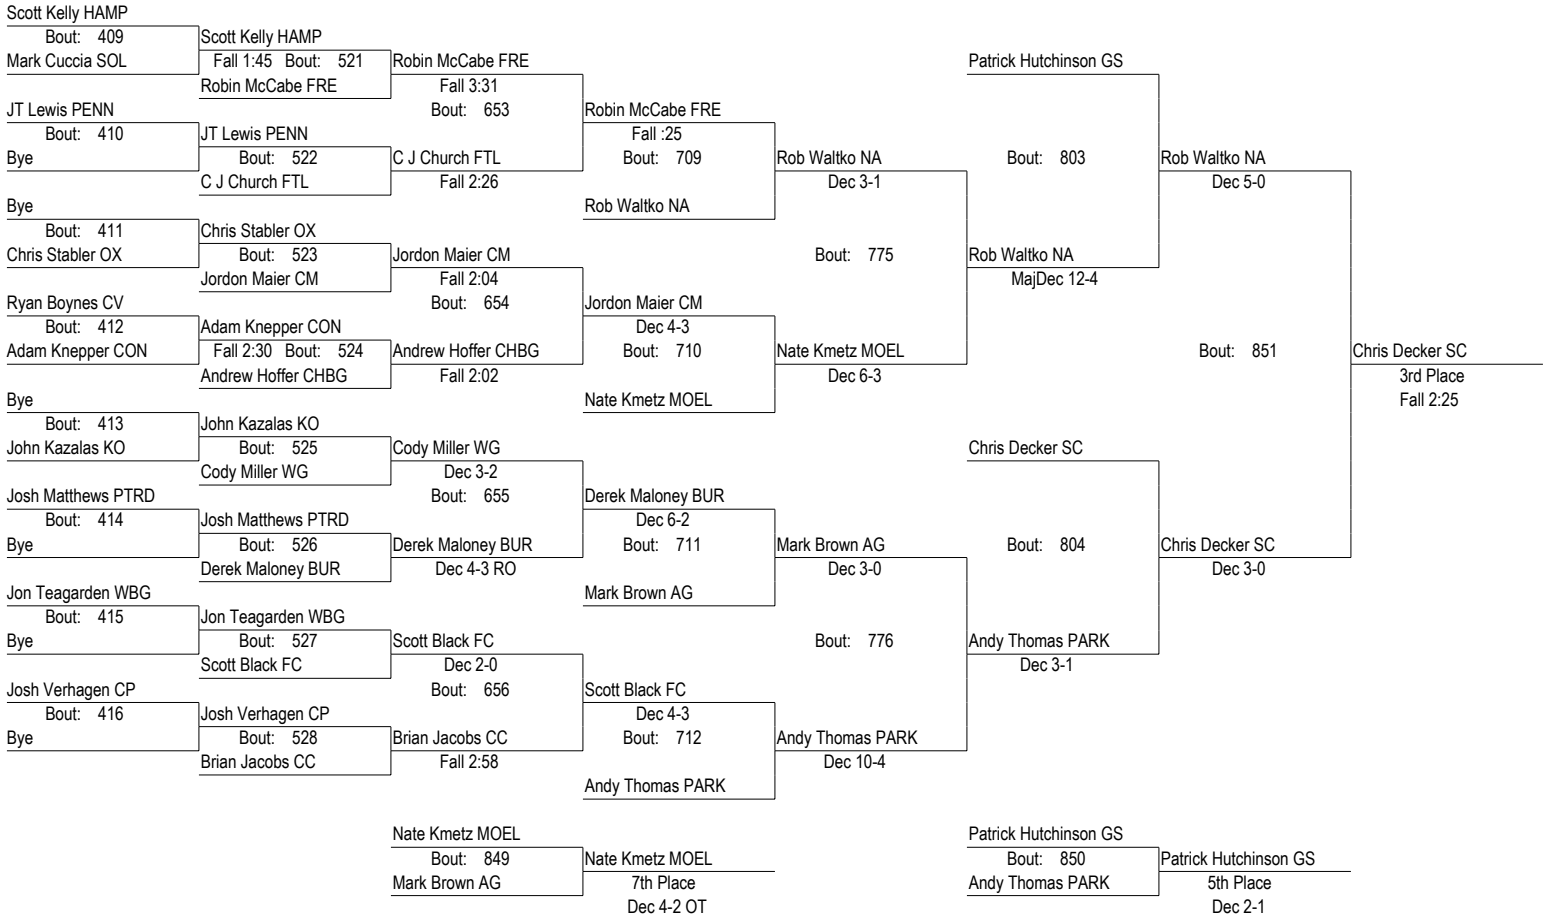 Scott Kelly HAMP
Bout: 409
Mark Cuccia SOL
JT Lewis PENN
Bout: 410
Bye
Bye
Bout: 411
Chris Stabler OX
Ryan Boynes CV
Bout: 412
Adam Knepper CON
Bye
Bout: 413
John Kazalas KO
Josh Matthews PTRD
Bout: 414
Bye
Jon Teagarden WBG
Bout: 415
Bye
Josh Verhagen CP
Bout: 416
Bye
Scott Kelly HAMP
Fall 1:45 Bout: 521
Robin McCabe FRE
JT Lewis PENN
Bout: 522
C J Church FTL
Chris Stabler OX
Bout: 523
Jordon Maier CM
Adam Knepper CON
Fall 2:30 Bout: 524
Andrew Hoffer CHBG
John Kazalas KO
Bout: 525
Cody Miller WG
Josh Matthews PTRD
Bout: 526
Derek Maloney BUR
Jon Teagarden WBG
Bout: 527
Scott Black FC
Josh Verhagen CP
Bout: 528
Brian Jacobs CC
Robin McCabe FRE
Fall 3:31
Bout: 653
C J Church FTL
Fall 2:26
Jordon Maier CM
Fall 2:04
Bout: 654
Andrew Hoffer CHBG
Fall 2:02
Cody Miller WG
Dec 3-2
Bout: 655
Derek Maloney BUR
Dec 4-3 RO
Scott Black FC
Dec 2-0
Bout: 656
Brian Jacobs CC
Fall 2:58
Robin McCabe FRE
Fall :25
Bout: 709
Rob Waltko NA
Jordon Maier CM
Dec 4-3
Bout: 710
Nate Kmetz MOEL
Derek Maloney BUR
Dec 6-2
Bout: 711
Mark Brown AG
Scott Black FC
Dec 4-3
Bout: 712
Andy Thomas PARK
Rob Waltko NA
Dec 3-1
Bout: 775
Nate Kmetz MOEL
Dec 6-3
Mark Brown AG
Dec 3-0
Bout: 776
Andy Thomas PARK
Dec 10-4
Patrick Hutchinson GS
Bout: 803
Rob Waltko NA
MajDec 12-4
Chris Decker SC
Bout: 804
Andy Thomas PARK
Dec 3-1
Rob Waltko NA
Dec 5-0
Bout: 851
Chris Decker SC
Dec 3-0
Chris Decker SC
3rd Place
Fall 2:25
Nate Kmetz MOEL
Bout: 849
Mark Brown AG
Nate Kmetz MOEL
7th Place
Dec 4-2 OT
Patrick Hutchinson GS
Bout: 850
Andy Thomas PARK
Patrick Hutchinson GS
5th Place
Dec 2-1